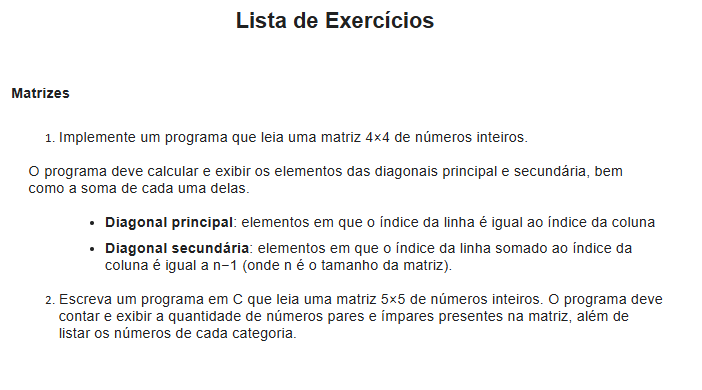 Lista de Exercícios
Matrizes
1. Implemente um programa que leia uma matriz 4×4 de números inteiros.
O programa deve calcular e exibir os elementos das diagonais principal e secundária, bem
como a soma de cada uma delas.
• Diagonal principal: elementos em que o índice da linha é igual ao índice da coluna
• Diagonal secundária: elementos em que o índice da linha somado ao índice da
coluna é igual a n−1 (onde n é o tamanho da matriz).
2. Escreva um programa em C que leia uma matriz 5×5 de números inteiros. O programa deve
contar e exibir a quantidade de números pares e ímpares presentes na matriz, além de
listar os números de cada categoria.